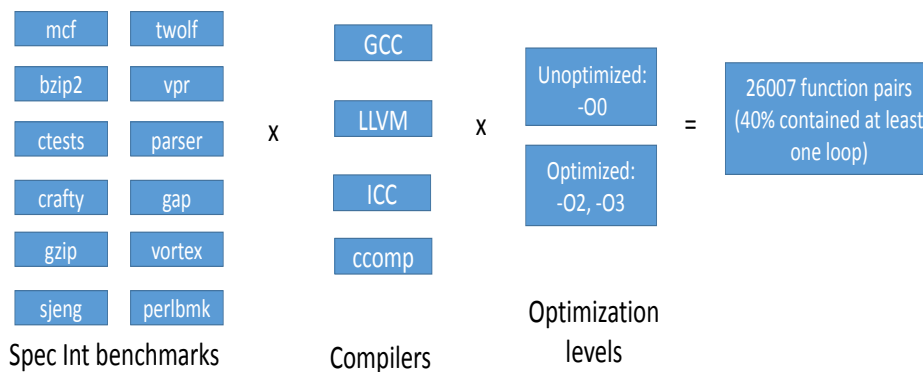 mcf
twolf
bzip2
vpr
ctests
parser
crafty
gap
gzip
vortex
sjeng
perlbmk
Spec Int benchmarks
x
GCC
LLVM
ICC
ccomp
Compilers
x
Unoptimized:
-O0
Optimized:
-O2, -O3
Optimization
levels
=
26007 function pairs
(40% contained at least
one loop)